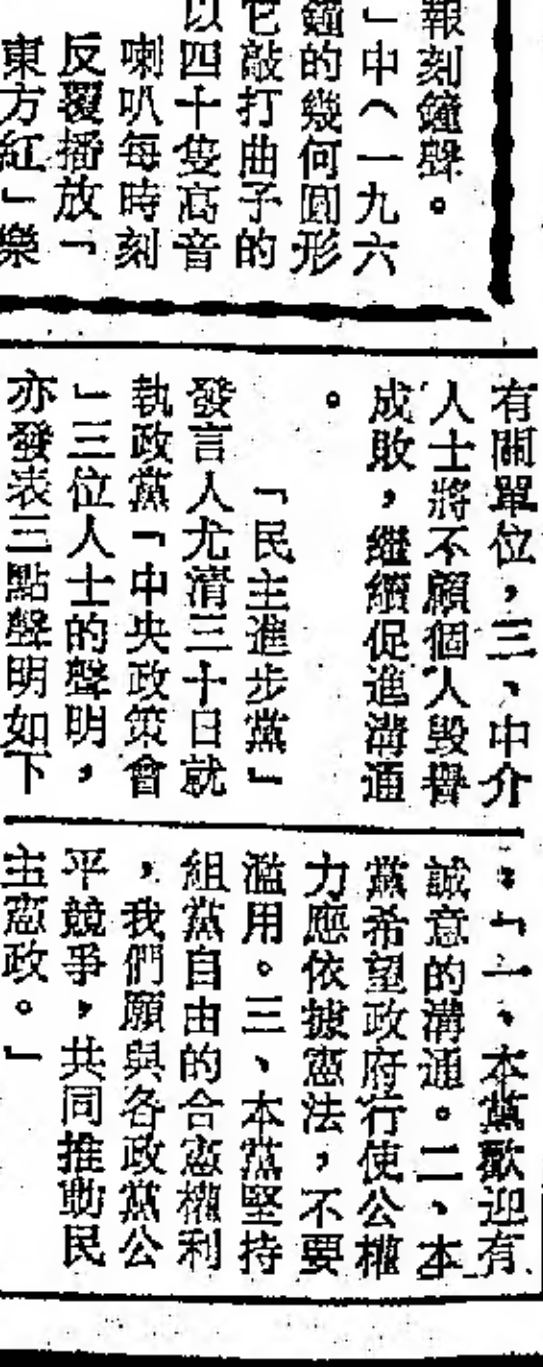 報刻鐘聲。
」中（一九六
鐘的幾何圓形
它敲打曲子的
以四十隻高音
喇叭每時刻
反覆播放「
東方紅」樂
有關單位，三、中介
人士將不顧個人毀譽
成敗，繼續促進溝通
。
「民主進步黨」
發言人尤清三十日就
執政黨「中央政策會
」三位人士的聲明，
亦發表三點聲明如下
：「一、本黨歡迎有
誠意的溝通。二、本
黨希望政府行使公權
力應依據憲法，不要
濫用。三、本黨堅持
組黨自由的合憲權利
，我們願與各政黨公
平競爭，共同推動民
主憲政。」